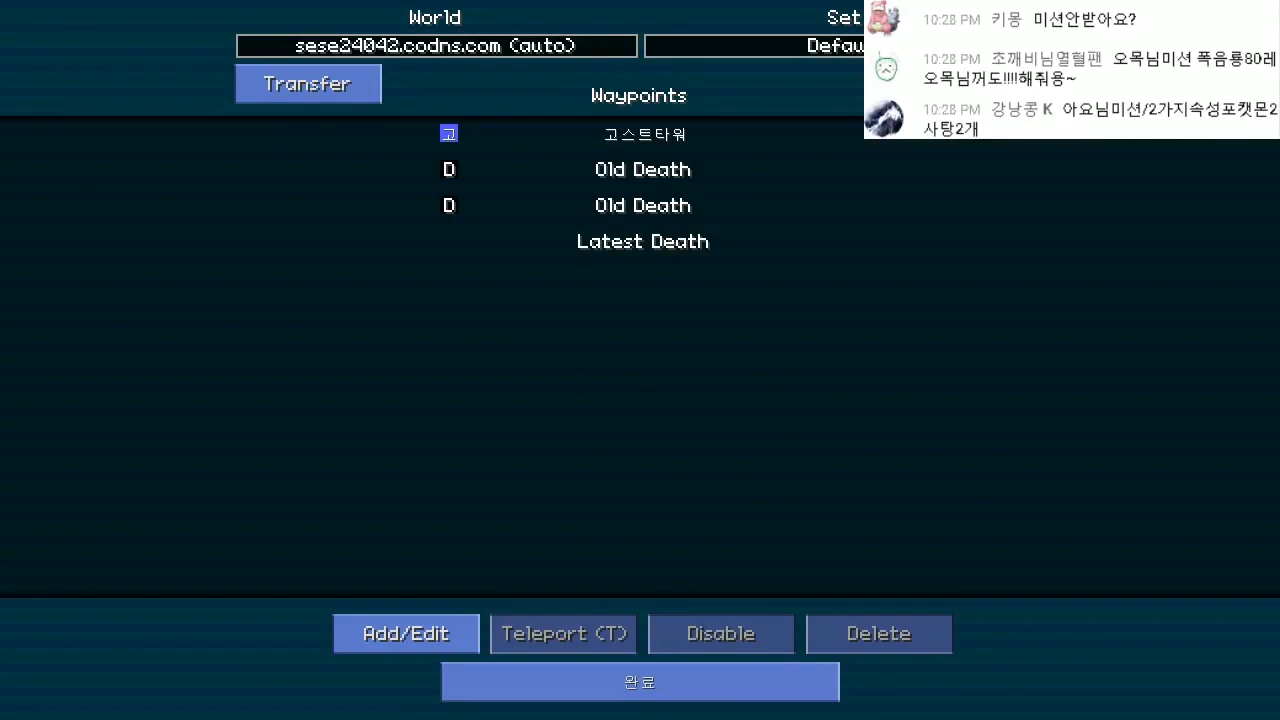 World
Set
sese24042.codns.com (auto)
Defau
Transfer
Waypoints
고 고스트타워
D Old Death
D Old Death
Latest Death
Add/Edit
Teleport (T)
Disable
Delete
완료
10:28 PM 키몽 미션안받아요?
10:28 PM 초깨비님열혈팬 오목님미션 폭음룡80레
오목님꺼도!!!!해줘용~
10:28 PM 강낭콩 K 아요님미션/2가지속성포캣몬2
사탕2개